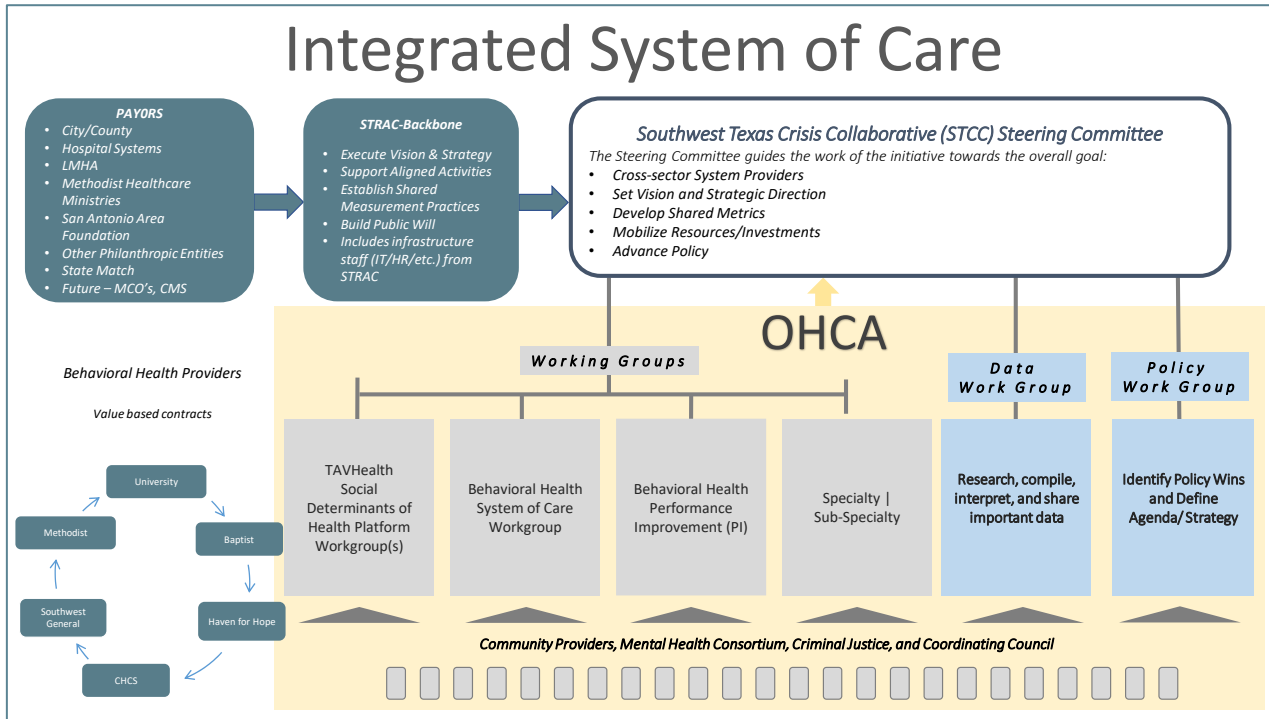 Integrated System of Care
PAYORS
• City/County
• Hospital Systems
• LMHA
• Methodist Healthcare
Ministries
• San Antonio Area
Foundation
• Other Philanthropic Entities
• State Match
• Future – MCO's, CMS
STRAC-Backbone
• Execute Vision & Strategy
• Support Aligned Activities
• Establish Shared
Measurement Practices
• Build Public Will
• Includes infrastructure
staff (IT/HR/etc.) from
STRAC
Southwest Texas Crisis Collaborative (STCC) Steering Committee
The Steering Committee guides the work of the initiative towards the overall goal:
• Cross-sector System Providers
• Set Vision and Strategic Direction
• Develop Shared Metrics
• Mobilize Resources/Investments
• Advance Policy
OHCA
Working Groups
Data
Work Group
Policy
Work Group
Behavioral Health Providers
Value based contracts
University
Baptist
Haven for Hope
CHCS
Southwest
General
Methodist
TAVHealth
Social
Determinants of
Health Platform
Workgroup(s)
Behavioral Health
System of Care
Workgroup
Behavioral Health
Performance
Improvement (PI)
Specialty |
Sub-Specialty
Research, compile,
interpret, and share
important data
Identify Policy Wins
and Define
Agenda/ Strategy
Community Providers, Mental Health Consortium, Criminal Justice, and Coordinating Council